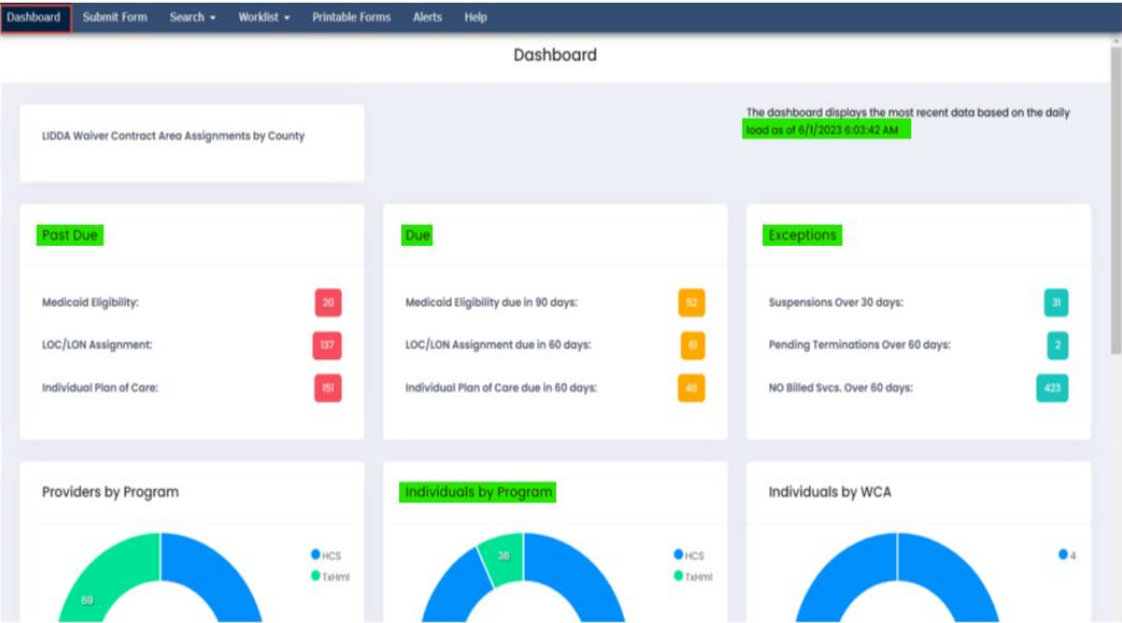 Dashboard Submit Form Search Worklist Printable Forms Alerts Help
Dashboard
LIDDA Waiver Contract Area Assignments by County
The dashboard displays the most recent data based on the daily
load as of 6/1/2023 6:03:42 AM
Past Due
Medicaid Eligibility: 20
LOC/LON Assignment: 137
Individual Plan of Care: 151
Due
Medicaid Eligibility due in 90 days: 52
LOC/LON Assignment due in 60 days: 61
Individual Plan of Care due in 60 days: 46
Exceptions
Suspensions Over 30 days: 31
Pending Terminations Over 60 days: 2
NO Billed Svcs. Over 60 days: 423
Providers by Program
69
HCS
TxHml
Individuals by Program
36
HCS
TxHml
Individuals by WCA
4